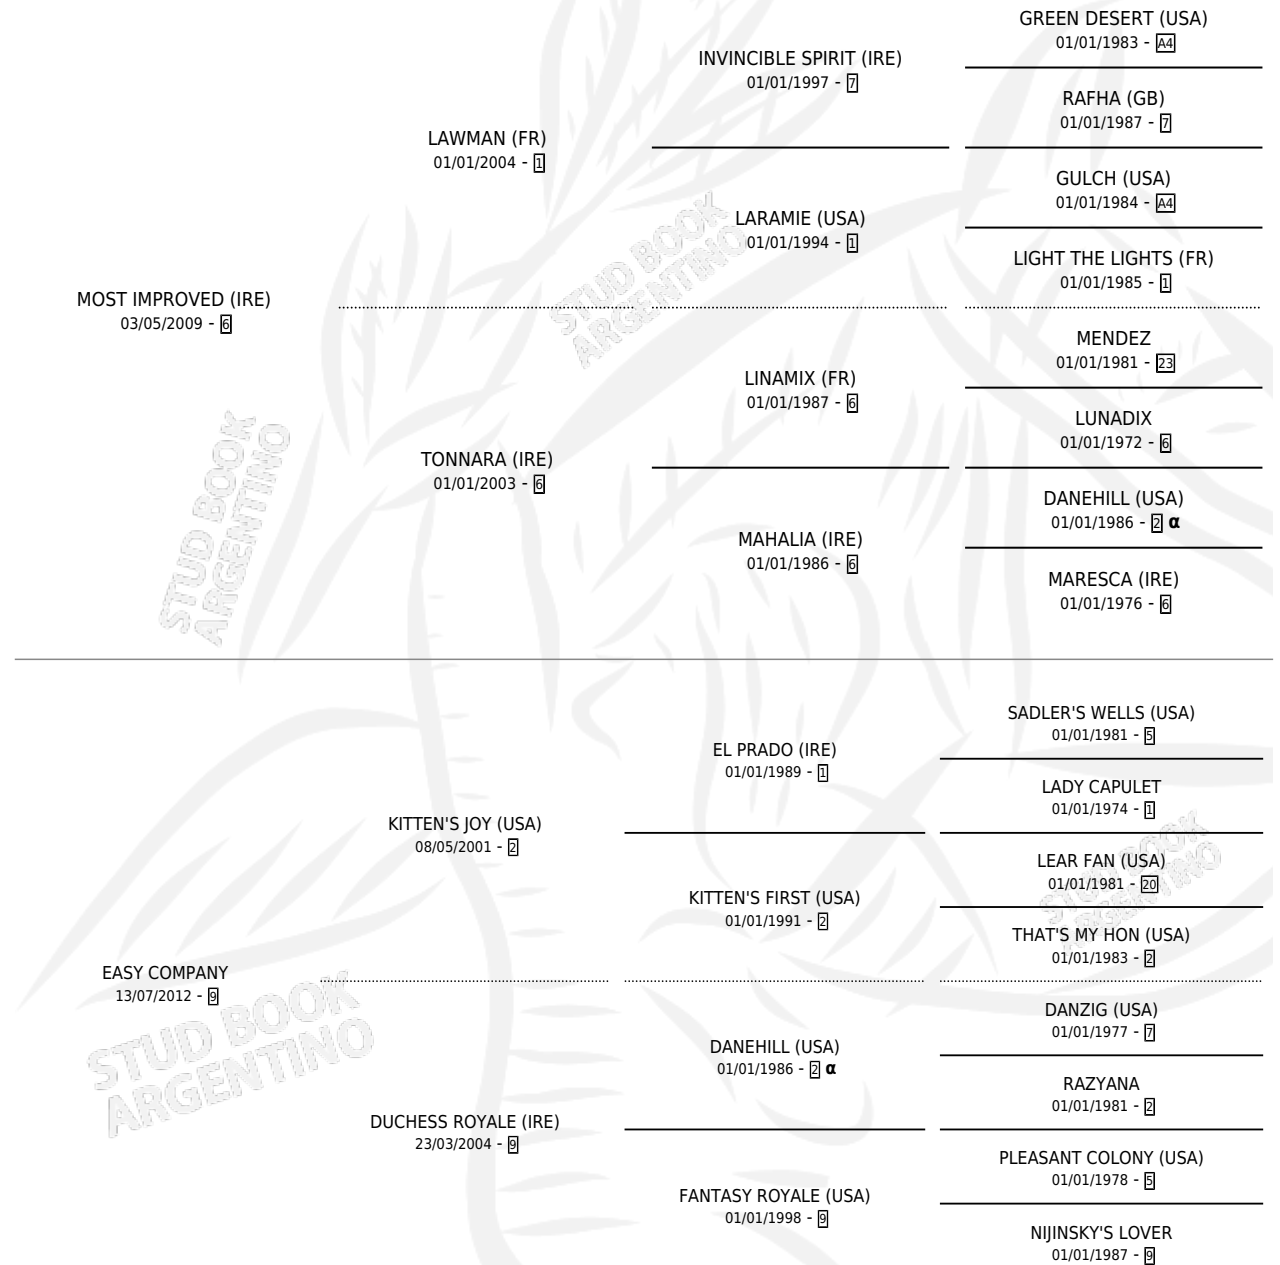 GREEN DESERT (USA)
01/01/1983 - A4
INVINCIBLE SPIRIT (IRE)
01/01/1997 - 7
RAFHA (GB)
01/01/1987 - 7
LAWMAN (FR)
01/01/2004 - 1
GULCH (USA)
01/01/1984 - A4
LARAMIE (USA)
01/01/1994 - 1
LIGHT THE LIGHTS (FR)
01/01/1985 - 1
MOST IMPROVED (IRE)
03/05/2009 - 6
MENDEZ
01/01/1981 - 23
LINAMIX (FR)
01/01/1987 - 6
LUNADIX
01/01/1972 - 6
TONNARA (IRE)
01/01/2003 - 6
DANEHILL (USA)
01/01/1986 - 2 α
MAHALIA (IRE)
01/01/1986 - 6
MARESCA (IRE)
01/01/1976 - 6
SADLER'S WELLS (USA)
01/01/1981 - 5
EL PRADO (IRE)
01/01/1989 - 1
LADY CAPULET
01/01/1974 - 1
KITTEN'S JOY (USA)
08/05/2001 - 2
LEAR FAN (USA)
01/01/1981 - 20
KITTEN'S FIRST (USA)
01/01/1991 - 2
THAT'S MY HON (USA)
01/01/1983 - 2
EASY COMPANY
13/07/2012 - 9
DANZIG (USA)
01/01/1977 - 7
DANEHILL (USA)
01/01/1986 - 2 α
RAZYANA
01/01/1981 - 2
DUCHESS ROYALE (IRE)
23/03/2004 - 9
PLEASANT COLONY (USA)
01/01/1978 - 5
FANTASY ROYALE (USA)
01/01/1998 - 9
NIJINSKY'S LOVER
01/01/1987 - 9
STUD BOOK
ARGENTINO
STUD BOOK
ARGENTINO
STUD BOOK
ARGENTINO
STUD BOOK
ARGENTINO